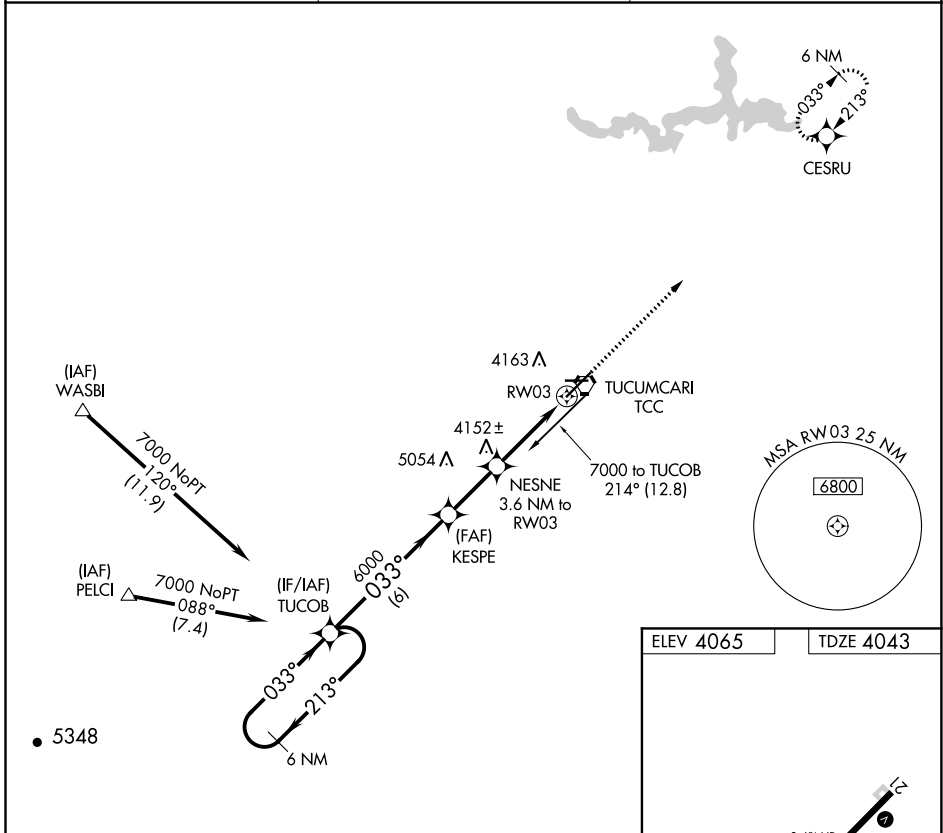 6 NM
033°
213°
CESRU
4163
RW03
TUCUMCARI
TCC
(IAF)
WASBI
7000 NoPT
120°
(11.9)
4152±
5054
NESNE
3.6 NM to
RW03
7000 to TUCOB
214° (12.8)
MSA RW03 25 NM
6800
(FAF)
KESPE
6000
033°
(6)
(IAF)
PELCI
7000 NoPT
088°
(7.4)
(IF/IAF)
TUCOB
033°
213°
6 NM
5348
ELEV 4065
TDZE 4043
21
V